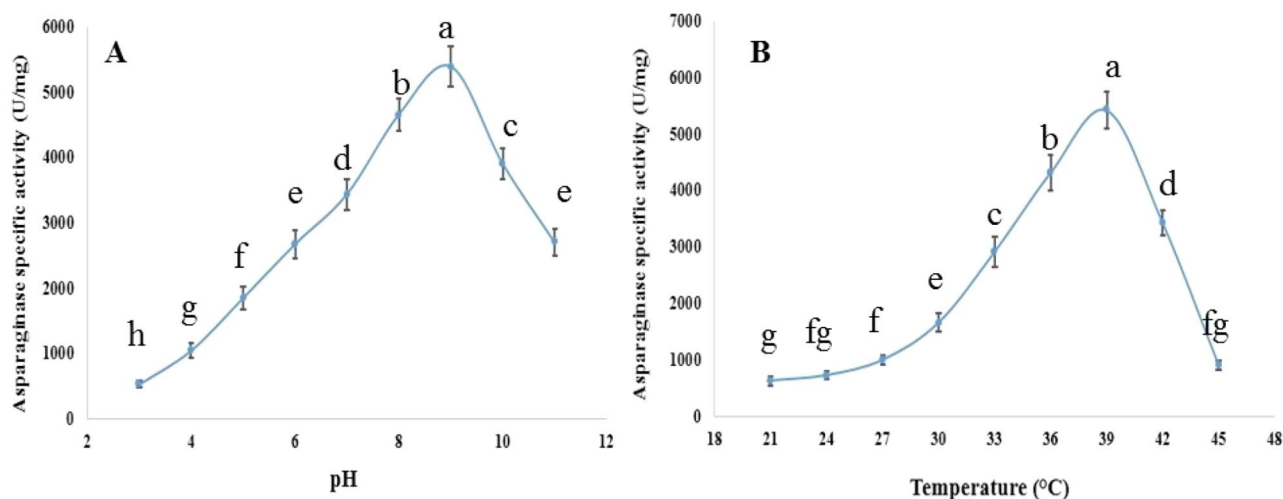 A
Asparaginase specific activity (U/mg)
6000
5000
4000
3000
2000
1000
0
h
g
f
e
d
b
a
c
e
2
4
6
8
10
12
pH
B
Asparaginase specific activity (U/mg)
7000
6000
5000
4000
3000
2000
1000
0
g
fg
f
e
c
b
a
d
fg
18
21
24
27
30
33
36
39
42
45
48
Temperature (°C)